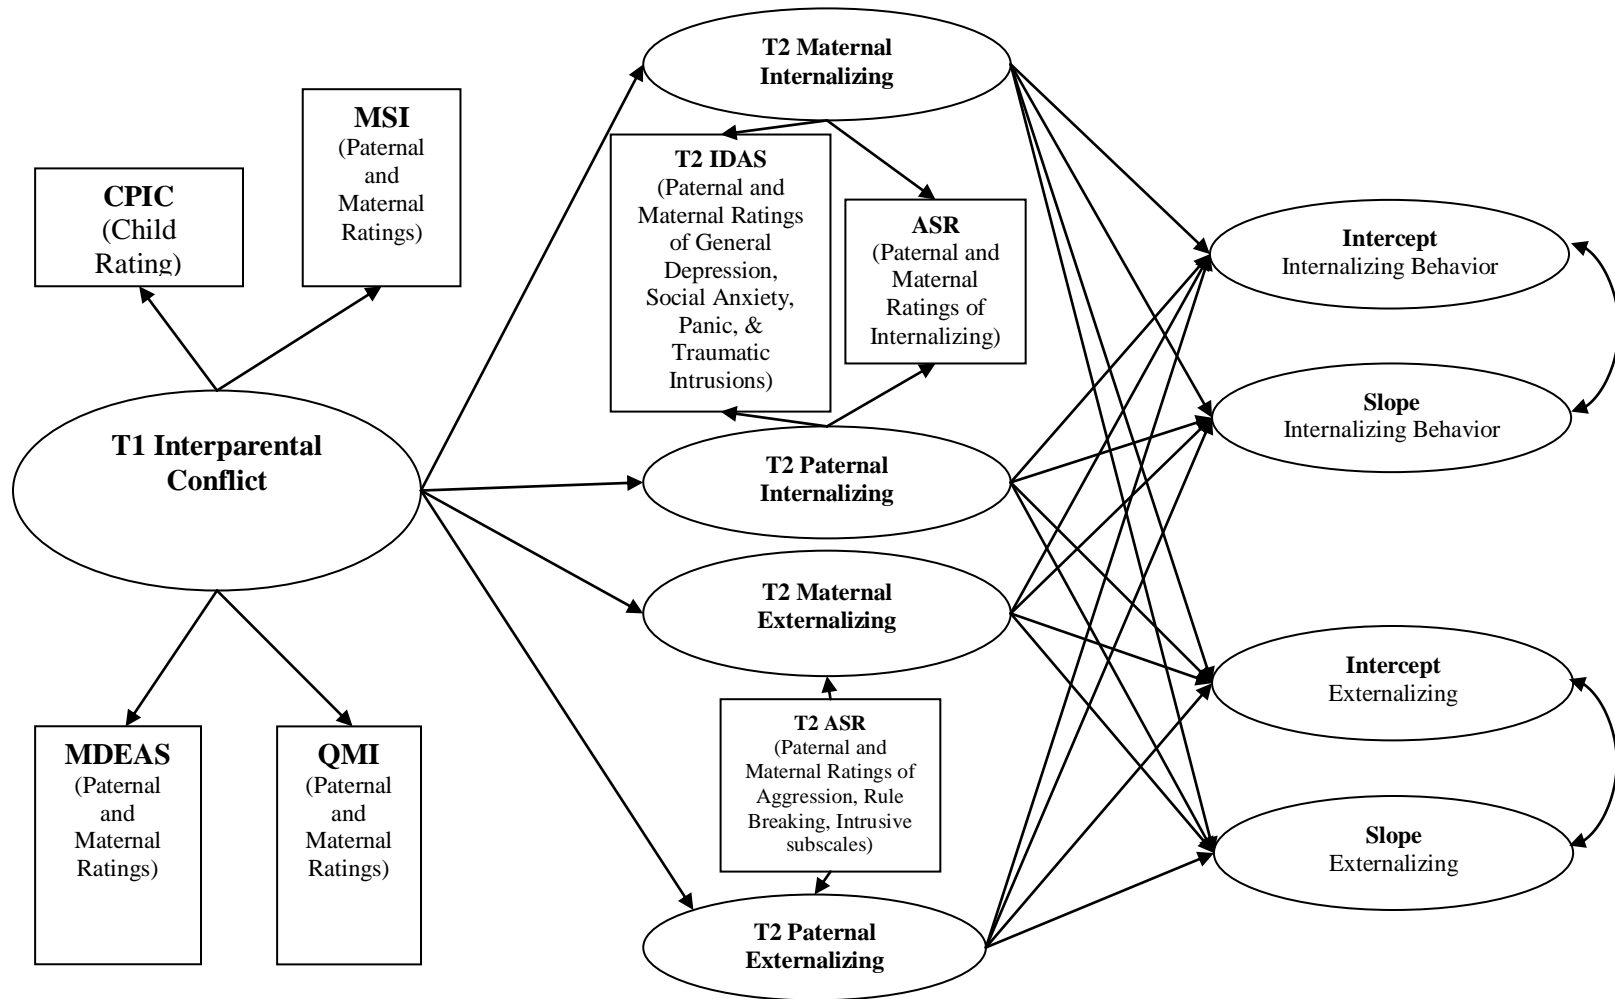 MSI
(Paternal
and
Maternal
Ratings)
CPIC
(Child
Rating)
T1 Interparental
Conflict
MDEAS
(Paternal
and
Maternal
Ratings)
QMI
(Paternal
and
Maternal
Ratings)
T2 Maternal
Internalizing
T2 IDAS
(Paternal and
Maternal Ratings
of General
Depression,
Social Anxiety,
Panic, &
Traumatic
Intrusions)
ASR
(Paternal and
Maternal
Ratings of
Internalizing)
T2 Paternal
Internalizing
T2 Maternal
Externalizing
T2 ASR
(Paternal and
Maternal Ratings of
Aggression, Rule
Breaking, Intrusive
subscales)
T2 Paternal
Externalizing
Intercept
Internalizing Behavior
Slope
Internalizing Behavior
Intercept
Externalizing
Slope
Externalizing